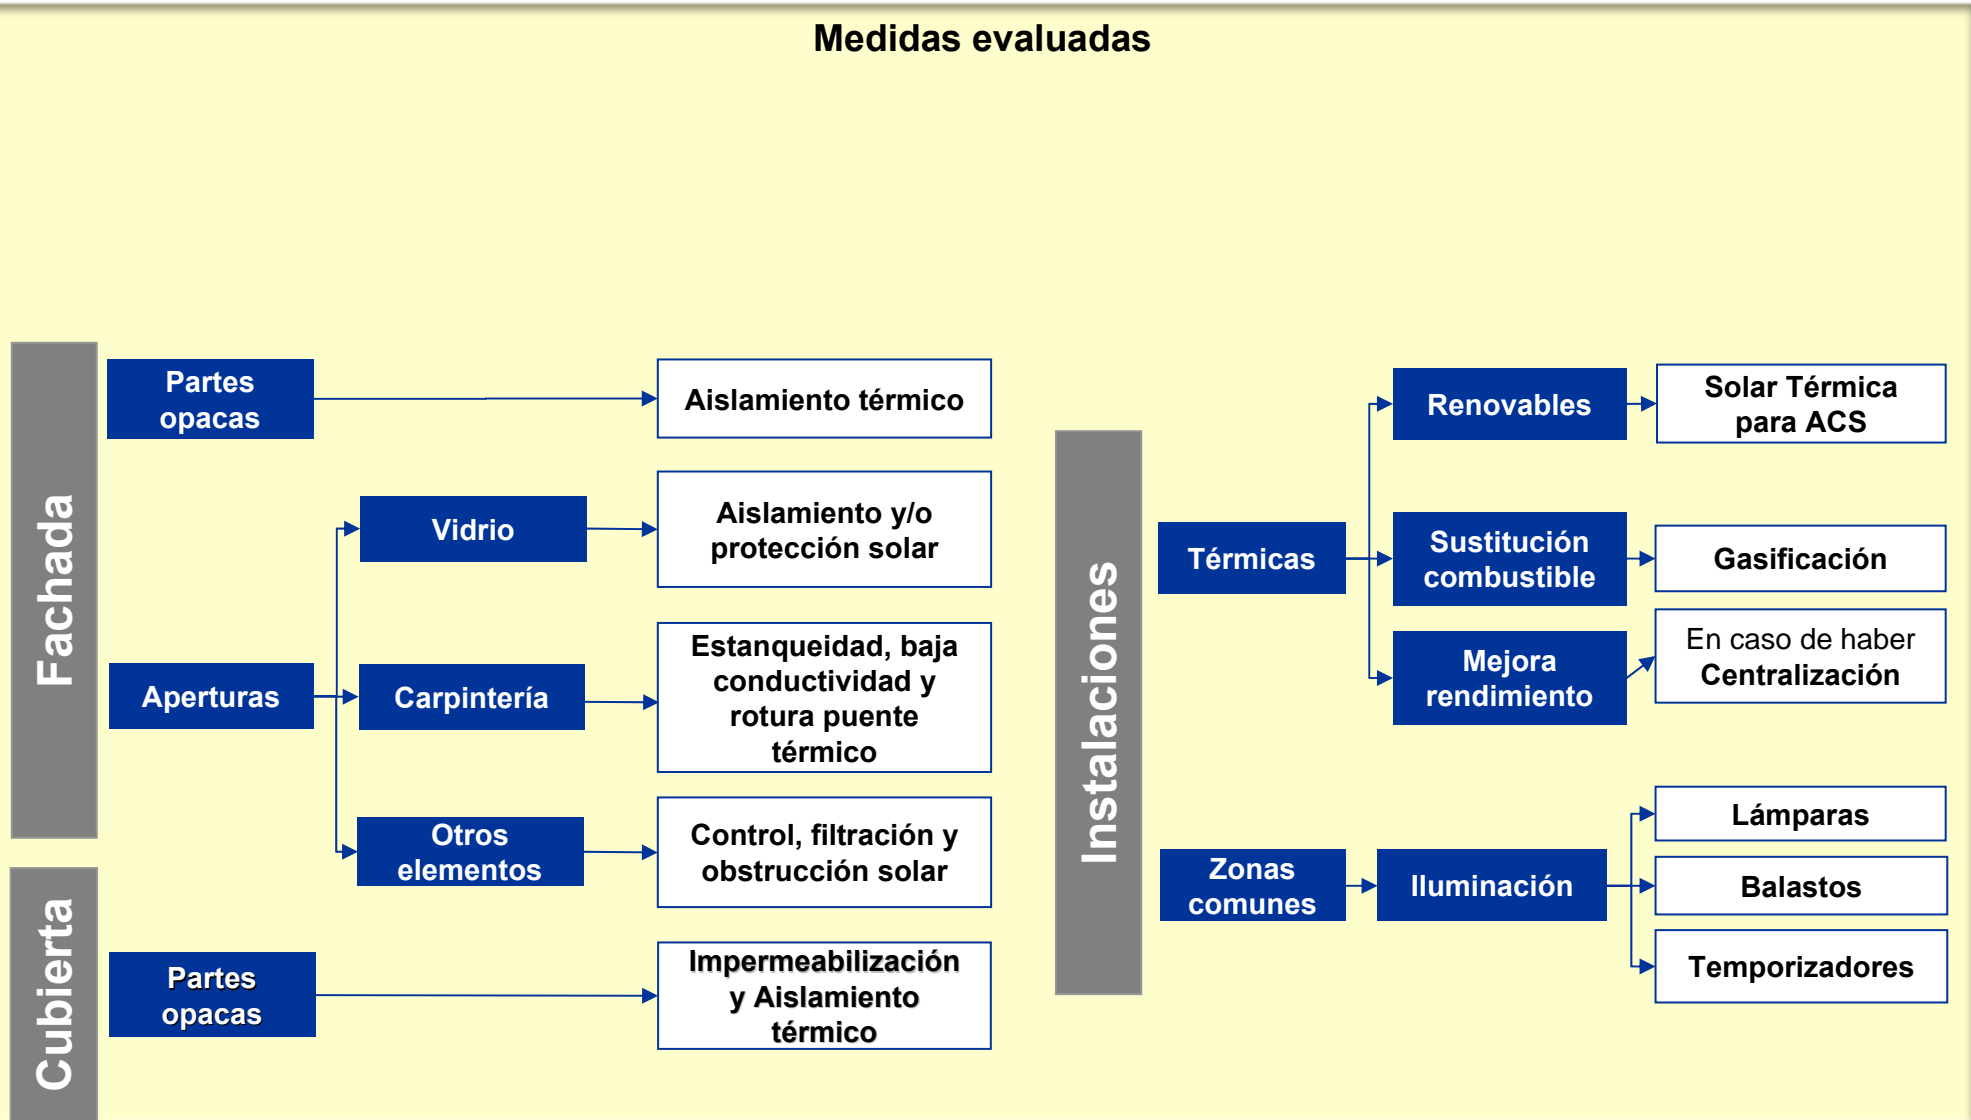 Medidas evaluadas
Fachada
Partes
opacas
Aislamiento térmico
Aperturas
Vidrio
Aislamiento y/o
protección solar
Carpintería
Estanqueidad, baja
conductividad y
rotura puente
térmico
Otros
elementos
Control, filtración y
obstrucción solar
Cubierta
Partes
opacas
Impermeabilización
y Aislamiento
térmico
Instalaciones
Térmicas
Renovables
Solar Térmica
para ACS
Sustitución
combustible
Gasificación
Mejora
rendimiento
En caso de haber
Centralización
Zonas
comunes
Iluminación
Lámparas
Balastos
Temporizadores